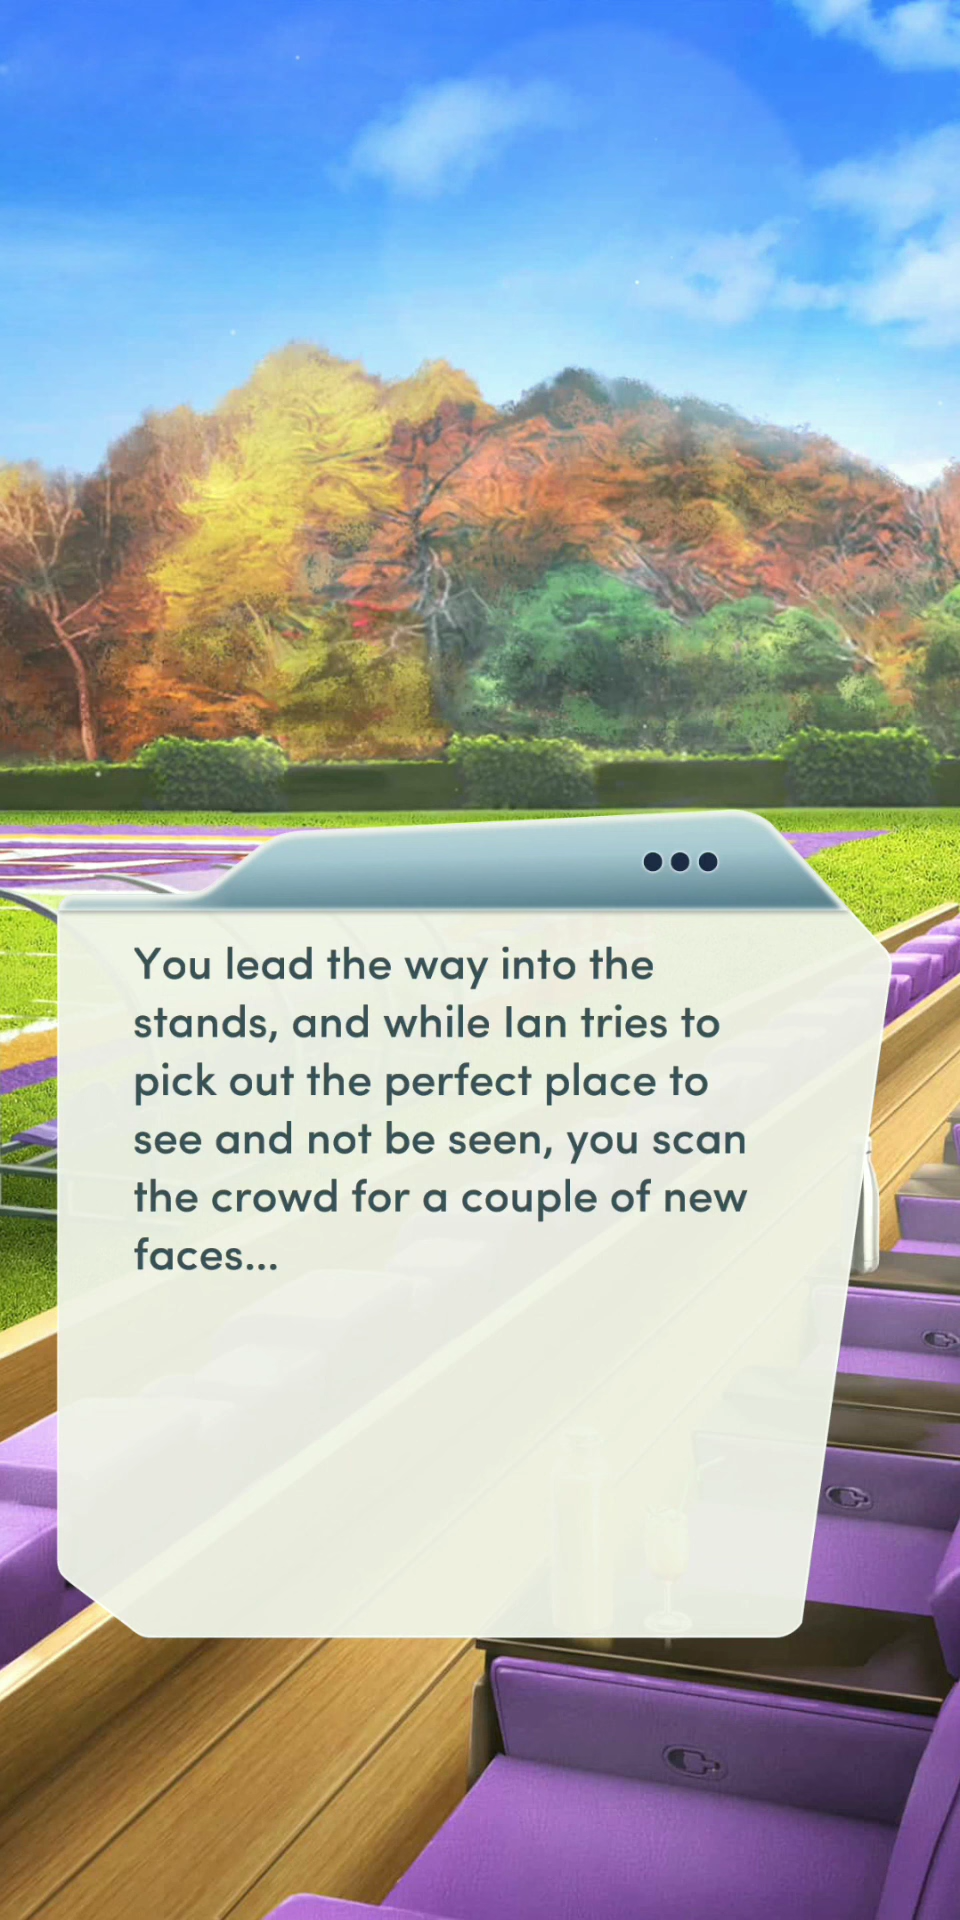 You lead the way into the
stands, and while Ian tries to
pick out the perfect place to
see and not be seen, you scan
the crowd for a couple of new
faces...